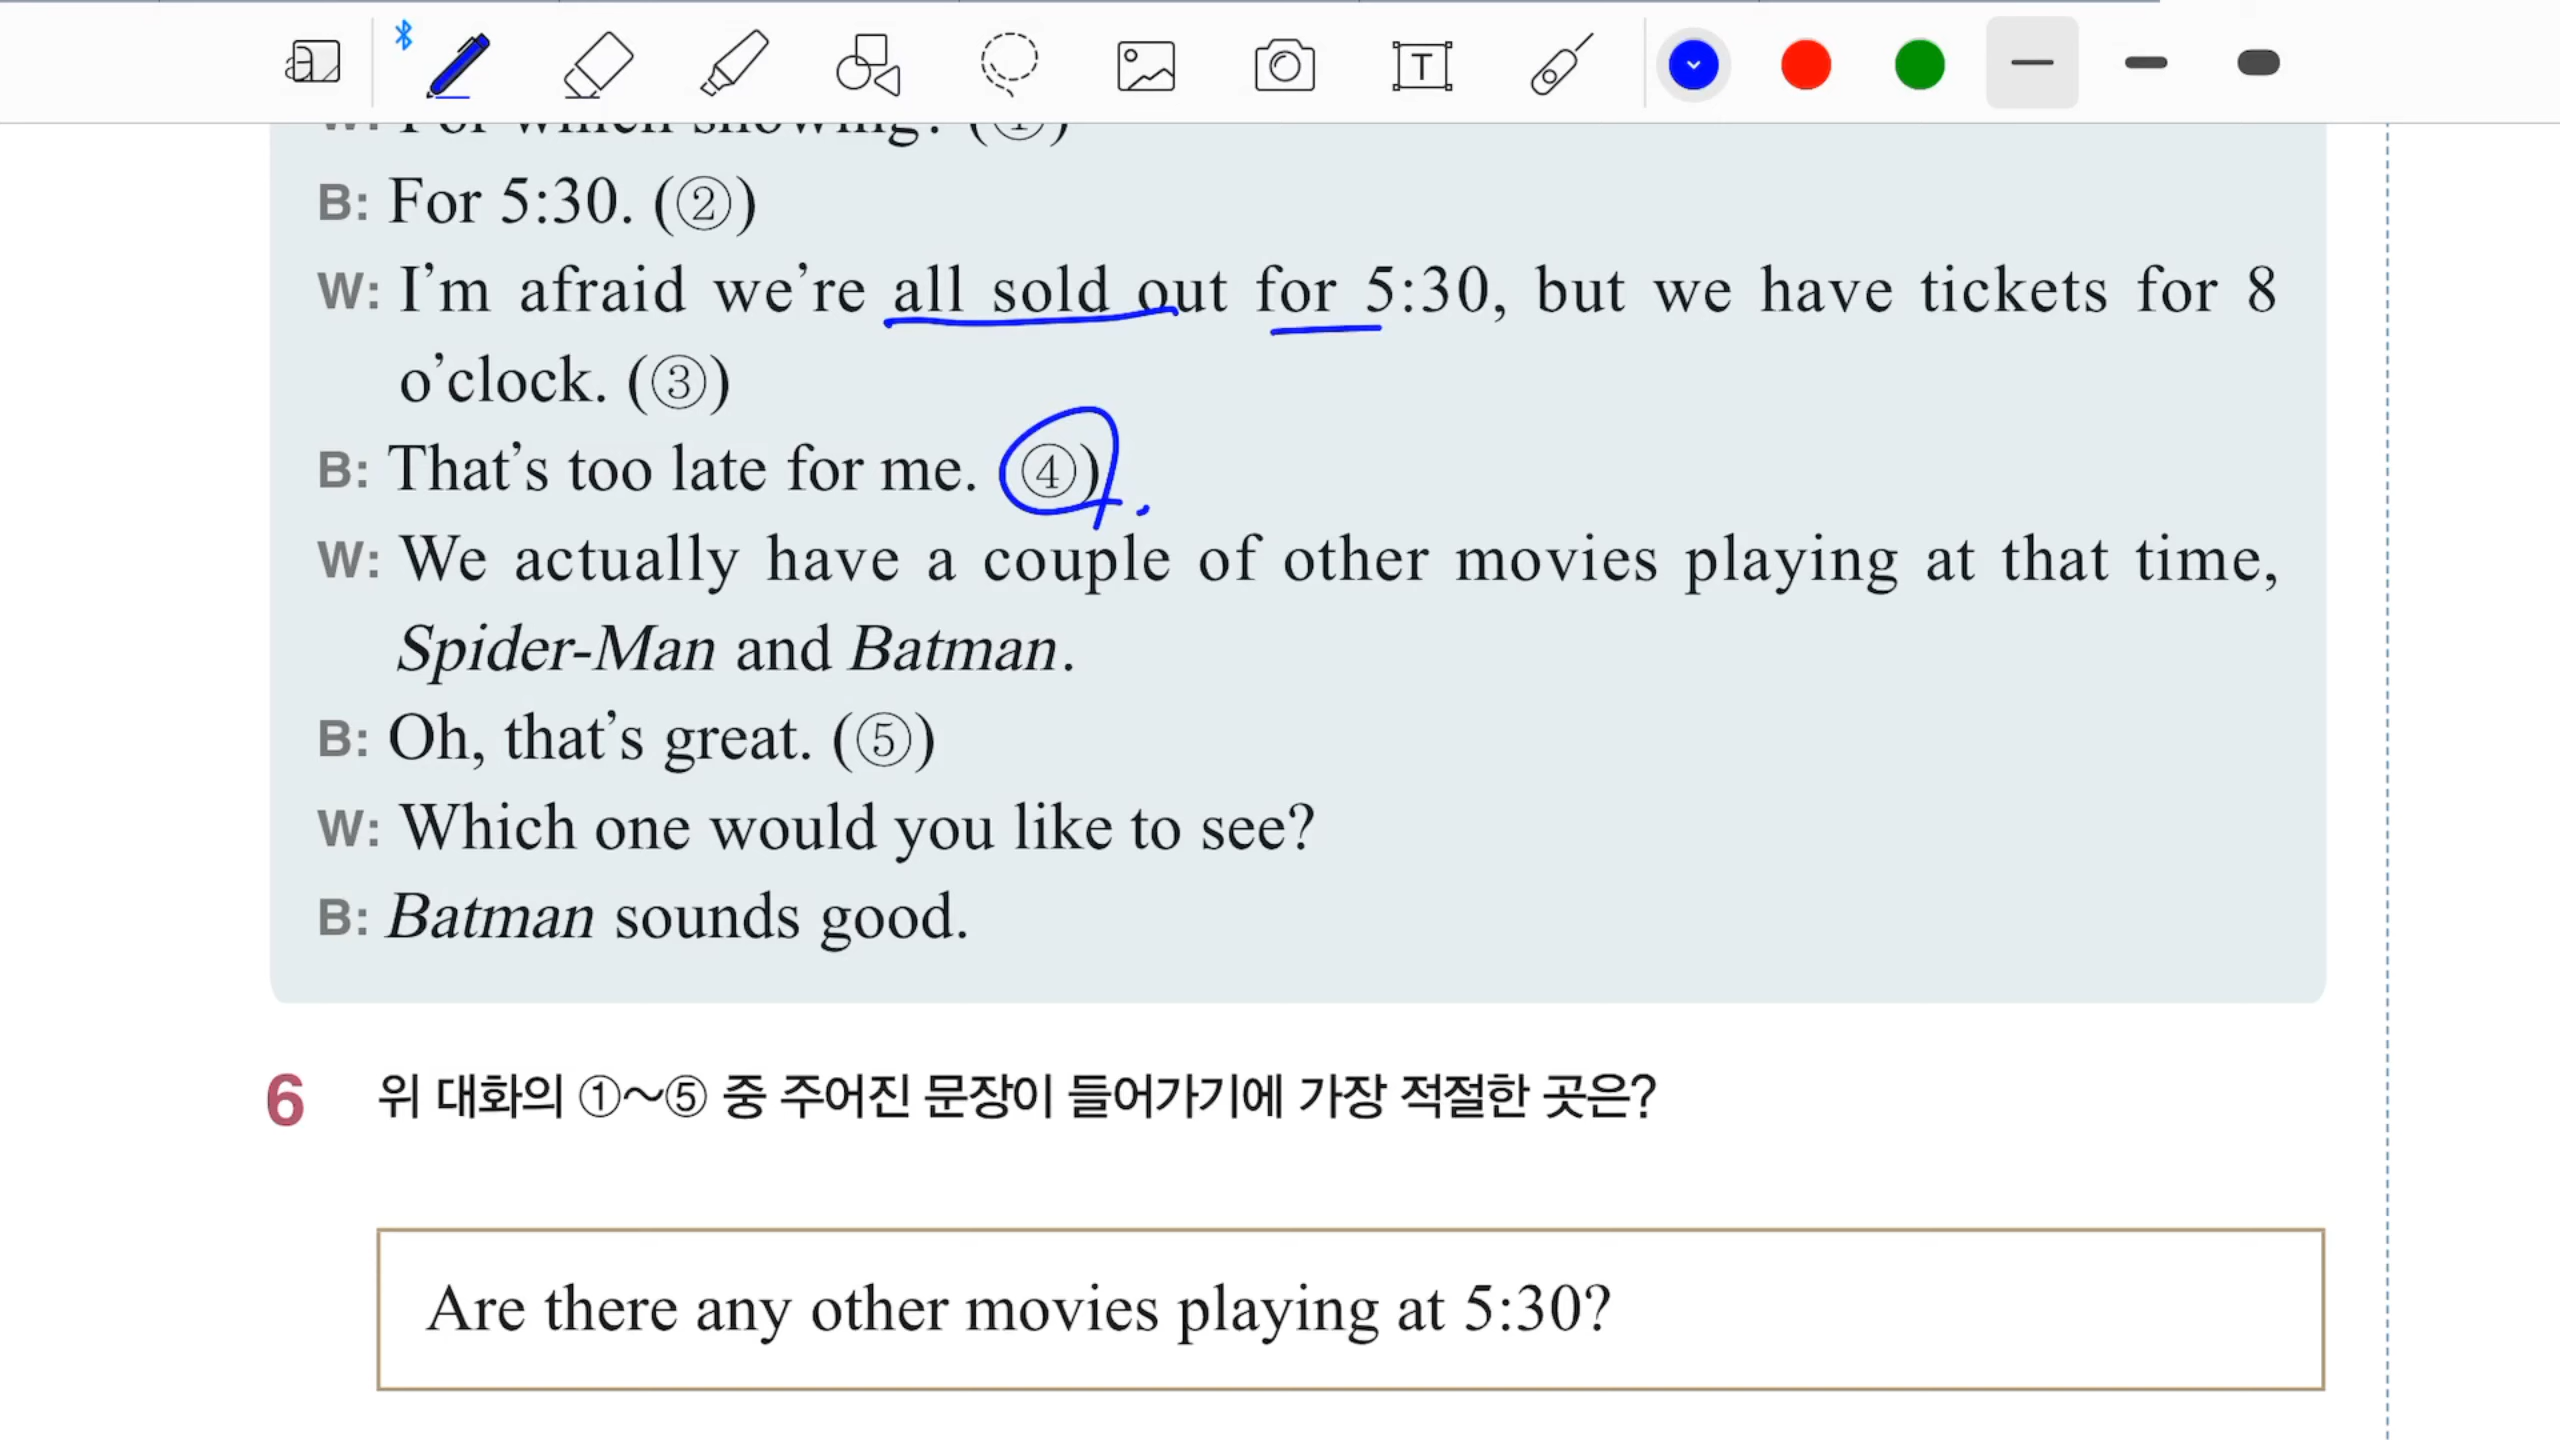 W: For which showing? (①)
B: For 5:30. (②)
W: I'm afraid we're all sold out for 5:30, but we have tickets for 8
o'clock. (③)
B: That's too late for me. (④)
W: We actually have a couple of other movies playing at that time,
Spider-Man and Batman.
B: Oh, that's great. (⑤)
W: Which one would you like to see?
B: Batman sounds good.
6 위 대화의 ①～⑤ 중 주어진 문장이 들어가기에 가장 적절한 곳은?
Are there any other movies playing at 5:30?